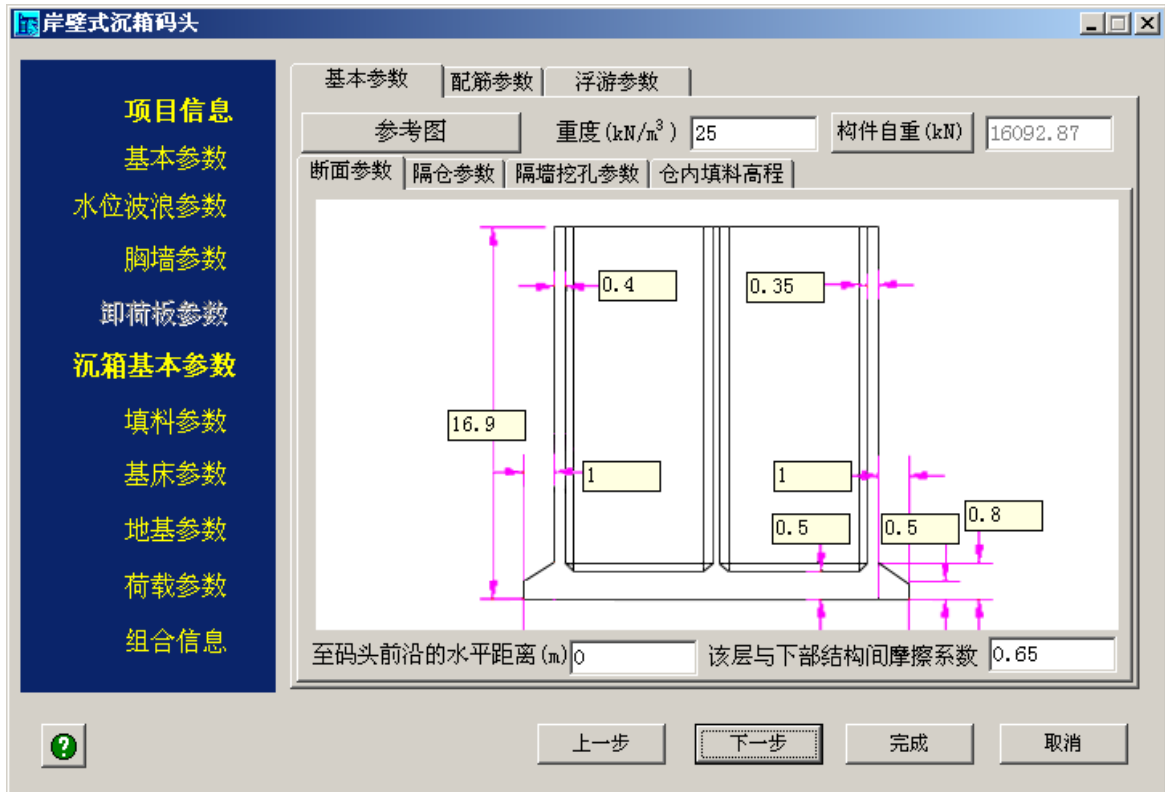 岸壁式沉箱码头
项目信息
基本参数
水位波浪参数
胸墙参数
卸荷板参数
沉箱基本参数
填料参数
基床参数
地基参数
荷载参数
组合信息
基本参数 配筋参数 浮游参数
参考图 重度(kN/m³) 25 构件自重(kN) 16092.87
断面参数 隔仓参数 隔墙挖孔参数 仓内填料高程
0.4 0.35
16.9
1 1
0.5 0.5 0.8
至码头前沿的水平距离(m) 0 该层与下部结构间摩擦系数 0.65
? 上一步 下一步 完成 取消